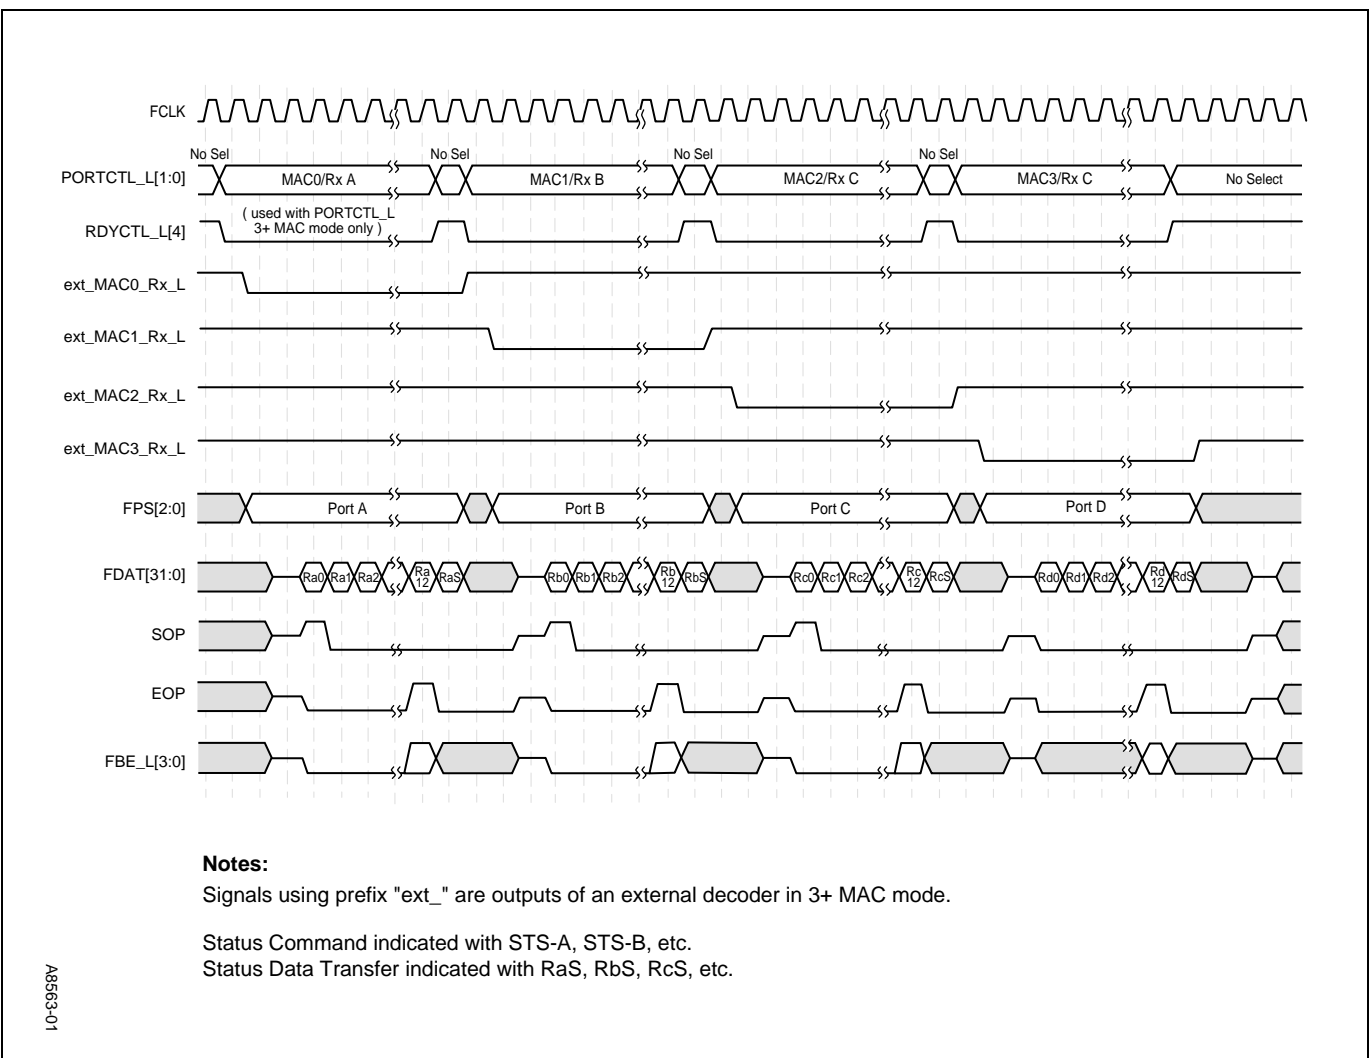 FCLK
No Sel No Sel No Sel No Sel
PORTCTL_L[1:0] MAC0/Rx A MAC1/Rx B MAC2/Rx C MAC3/Rx C No Select
( used with PORTCTL_L
3+ MAC mode only )
RDYCTL_L[4]
ext_MAC0_Rx_L
ext_MAC1_Rx_L
ext_MAC2_Rx_L
ext_MAC3_Rx_L
FPS[2:0] Port A Port B Port C Port D
FDAT[31:0] Ra0 Ra1 Ra2 Ra 12 RaS Rb0 Rb1 Rb2 Rb 12 RbS Rc0 Rc1 Rc2 Rc 12 RcS Rd0 Rd1 Rd2 Rd 12 RdS
SOP
EOP
FBE_L[3:0]
Notes:
Signals using prefix "ext_" are outputs of an external decoder in 3+ MAC mode.
Status Command indicated with STS-A, STS-B, etc.
Status Data Transfer indicated with RaS, RbS, RcS, etc.
A8563-01